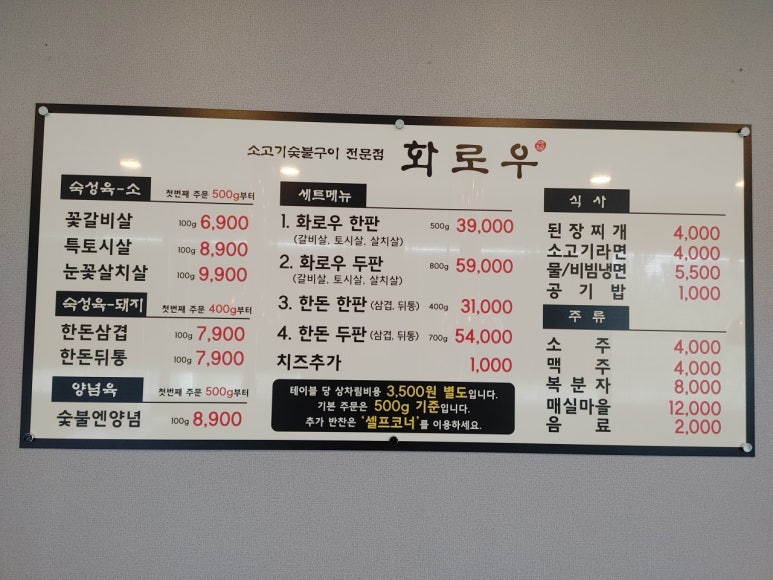 소고기숯불구이 전문점 화로우
숙성육-소 첫번째 주문 500g부터
꽃갈비살 100g 6,900
특토시살 100g 8,900
눈꽃살치살 100g 9,900
숙성육-돼지 첫번째 주문 400g부터
한돈삼겹 100g 7,900
한돈뒤통 100g 7,900
양념육 첫번째 주문 500g부터
숯불엔양념 100g 8,900
세트메뉴
1. 화로우 한판 500g 39,000
(갈비살, 토시살, 살치살)
2. 화로우 두판 800g 59,000
(갈비살, 토시살, 살치살)
3. 한돈 한판 (삼겹, 뒤통) 400g 31,000
4. 한돈 두판 (삼겹, 뒤통) 700g 54,000
치즈추가 1,000
테이블 당 상차림비용 3,500원 별도입니다.
기본 주문은 500g 기준입니다.
추가 반찬은 '셀프코너'를 이용하세요.
식 사
된장찌개 4,000
소고기라면 4,000
물/비빔냉면 5,500
공 기 밥 1,000
주 류
소 주 4,000
맥 주 4,000
복 분 자 8,000
매실마을 12,000
음 료 2,000